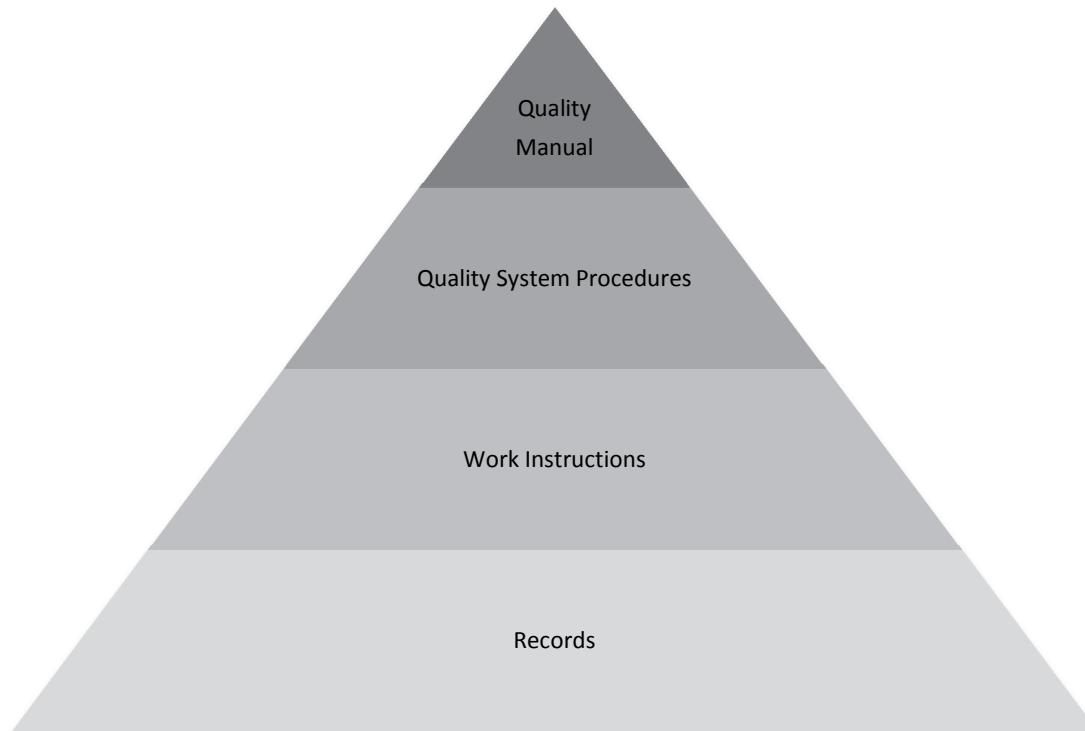 Quality
Manual
Quality System Procedures
Work Instructions
Records